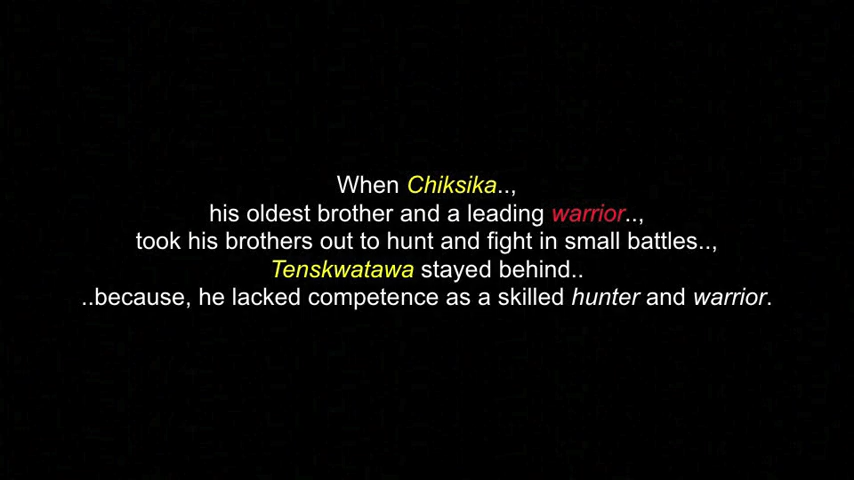 When Chiksika..,
his oldest brother and a leading warrior..,
took his brothers out to hunt and fight in small battles..,
Tenskwatawa stayed behind..
..because, he lacked competence as a skilled hunter and warrior.